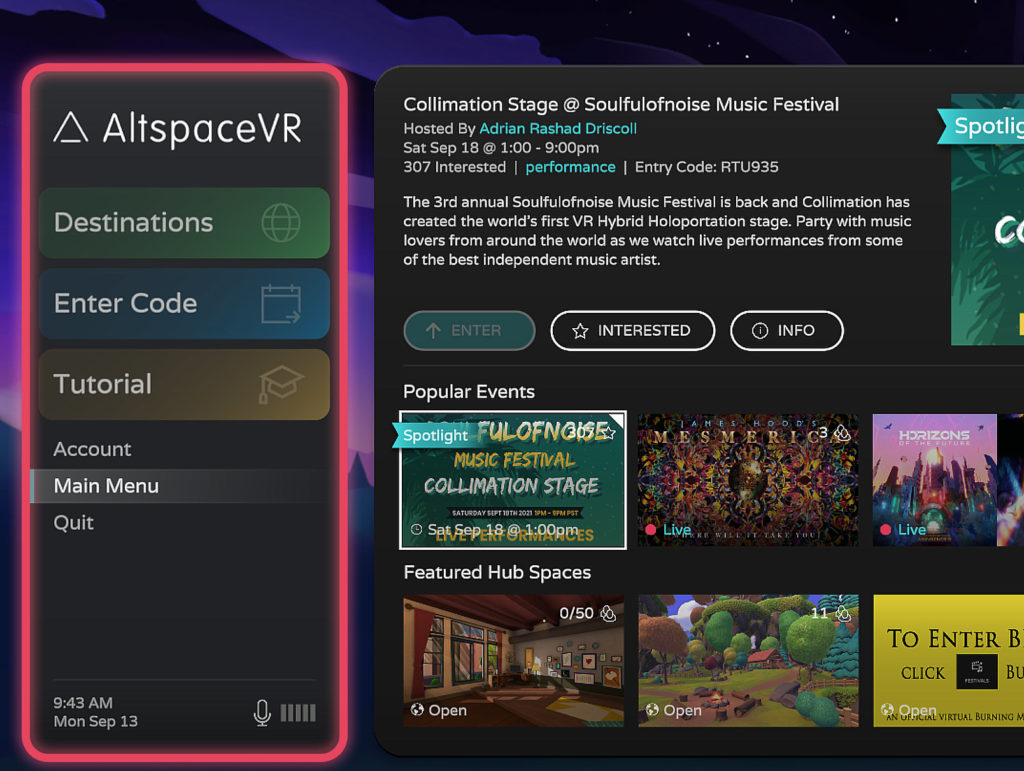 AltspaceVR
Destinations
Enter Code
Tutorial
Account
Main Menu
Quit
9:43 AM
Mon Sep 13
Collimation Stage @ Soulfulofnoise Music Festival
Hosted By Adrian Rashad Driscoll
Sat Sep 18 @ 1:00 - 9:00pm
307 Interested | performance | Entry Code: RTU935
The 3rd annual Soulfulofnoise Music Festival is back and Collimation has
created the world's first VR Hybrid Holoportation stage. Party with music
lovers from around the world as we watch live performances from some
of the best independent music artist.
ENTER
INTERESTED
INFO
Popular Events
Spotlight
307
MUSIC FESTIVAL
COLLIMATION STAGE
SATURDAY SEPT 18TH 2021 1PM - 9PM PST
Sat Sep 18 @ 1:00pm
LIVE PERFORMANCES
JAMES HOOD'S
MESMERICA
3
Live
WHERE WILL IT TAKE YOU?
HORIZONS
OF THE FUTURE
Live
Featured Hub Spaces
0/50
Open
11
Open
TO ENTER
CLICK
FESTIVALS
Open
AN OFFICIAL VIRTUAL BURNING